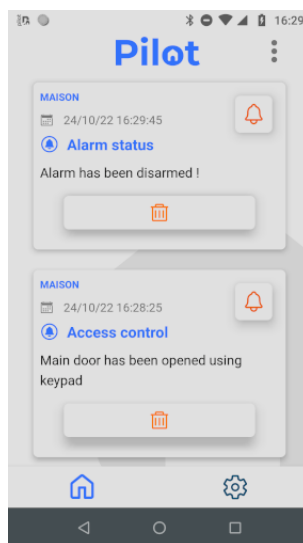 16:29
Pilot
MAISON
24/10/22 16:29:45
Alarm status
Alarm has been disarmed !
MAISON
24/10/22 16:28:25
Access control
Main door has been opened using
keypad